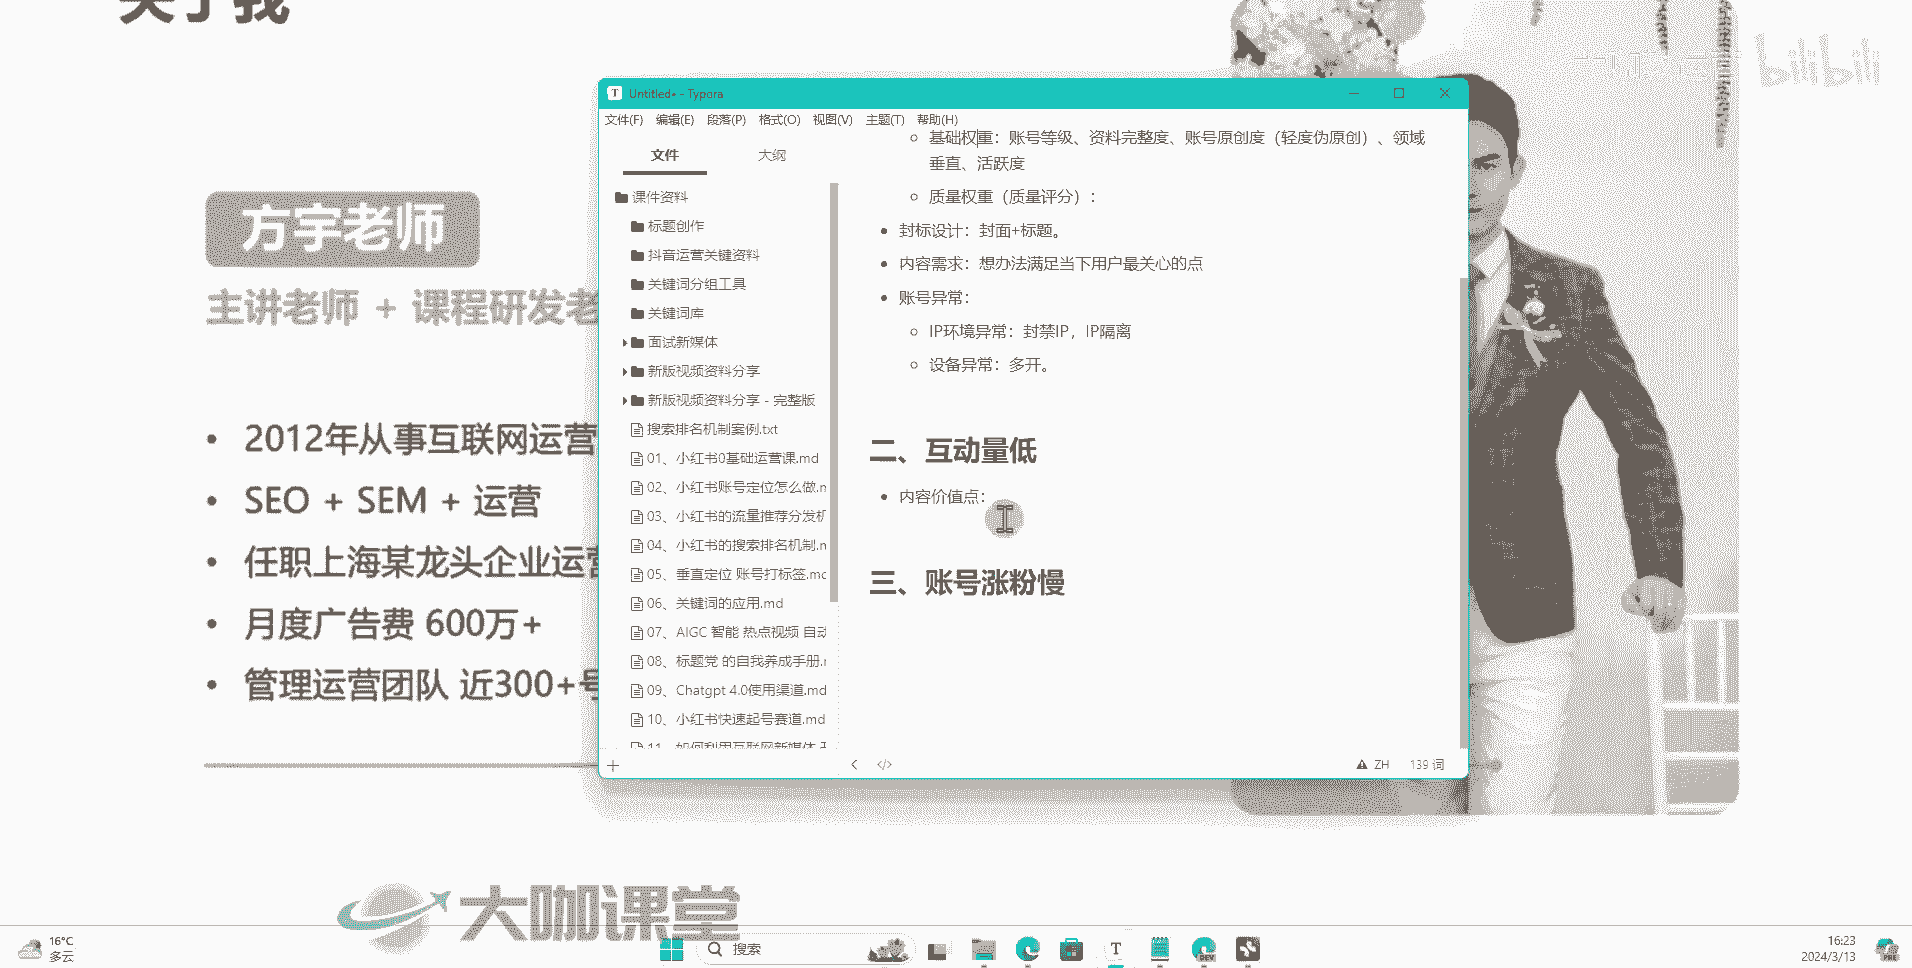 关于我
bilibili
方宇老师
主讲老师 + 课程研发老
2012年从事互联网运营
SEO + SEM + 运营
任职上海某龙头企业运营
月度广告费 600万+
管理运营团队 近300+号
Untitled• - Typora
文件(F) 编辑(E) 段落(P) 格式(O) 视图(V) 主题(T) 帮助(H)
文件 大纲
课件资料
标题创作
抖音运营关键资料
关键词分组工具
关键词库
面试新媒体
新版视频资料分享
新版视频资料分享 - 完整版
搜索排名机制案例.txt
01、小红书0基础运营课.md
02、小红书账号定位怎么做.m
03、小红书的流量推荐分发机
04、小红书的搜索排名机制.m
05、垂直定位 账号打标签.md
06、关键词的应用.md
07、AIGC 智能 热点视频 自动
08、标题党 的自我养成手册.m
09、Chatgpt 4.0使用渠道.md
10、小红书快速起号赛道.md
11、如何利用互联网新媒体
基础权重：账号等级、资料完整度、账号原创度（轻度伪原创）、领域
垂直、活跃度
质量权重（质量评分）：
封标设计：封面+标题。
内容需求：想办法满足当下用户最关心的点
账号异常：
IP环境异常：封禁IP，IP隔离
设备异常：多开。
二、互动量低
内容价值点：
三、账号涨粉慢
ZH 139 词
大咖课堂
16°C
多云
搜索
16:23
2024/3/13